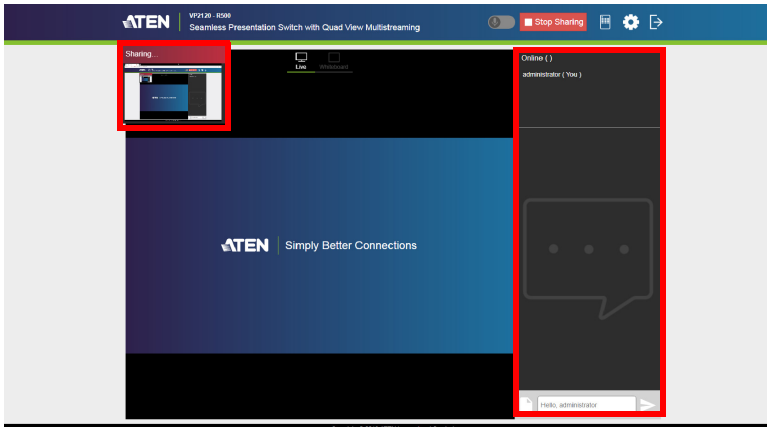 ATEN
VP2120 - R500
Seamless Presentation Switch with Quad View Multistreaming
Stop Sharing
Sharing...
Live
Whiteboard
Online ( )
administrator ( You )
ATEN
Simply Better Connections
Hello, administrator